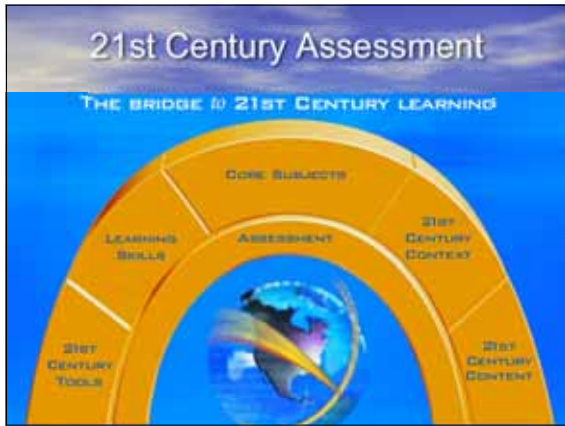 21st Century Assessment
THE BRIDGE to 21ST CENTURY LEARNING
CORE SUBJECTS
LEARNING
SKILLS
ASSESSMENT
21ST
CENTURY
CONTEXT
21ST
CENTURY
TOOLS
21ST
CENTURY
CONTENT